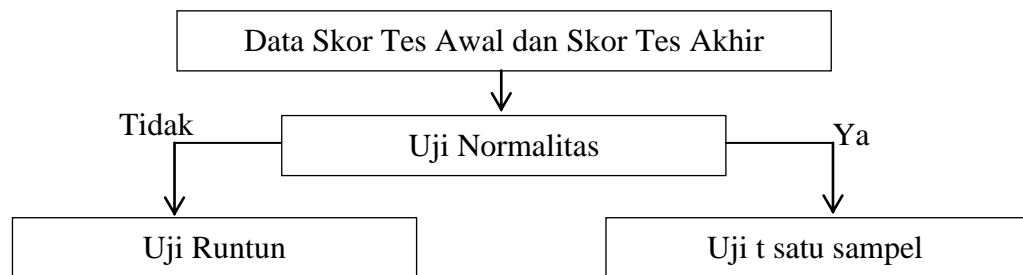 Data Skor Tes Awal dan Skor Tes Akhir
Tidak
Uji Normalitas
Ya
Uji Runtun
Uji t satu sampel